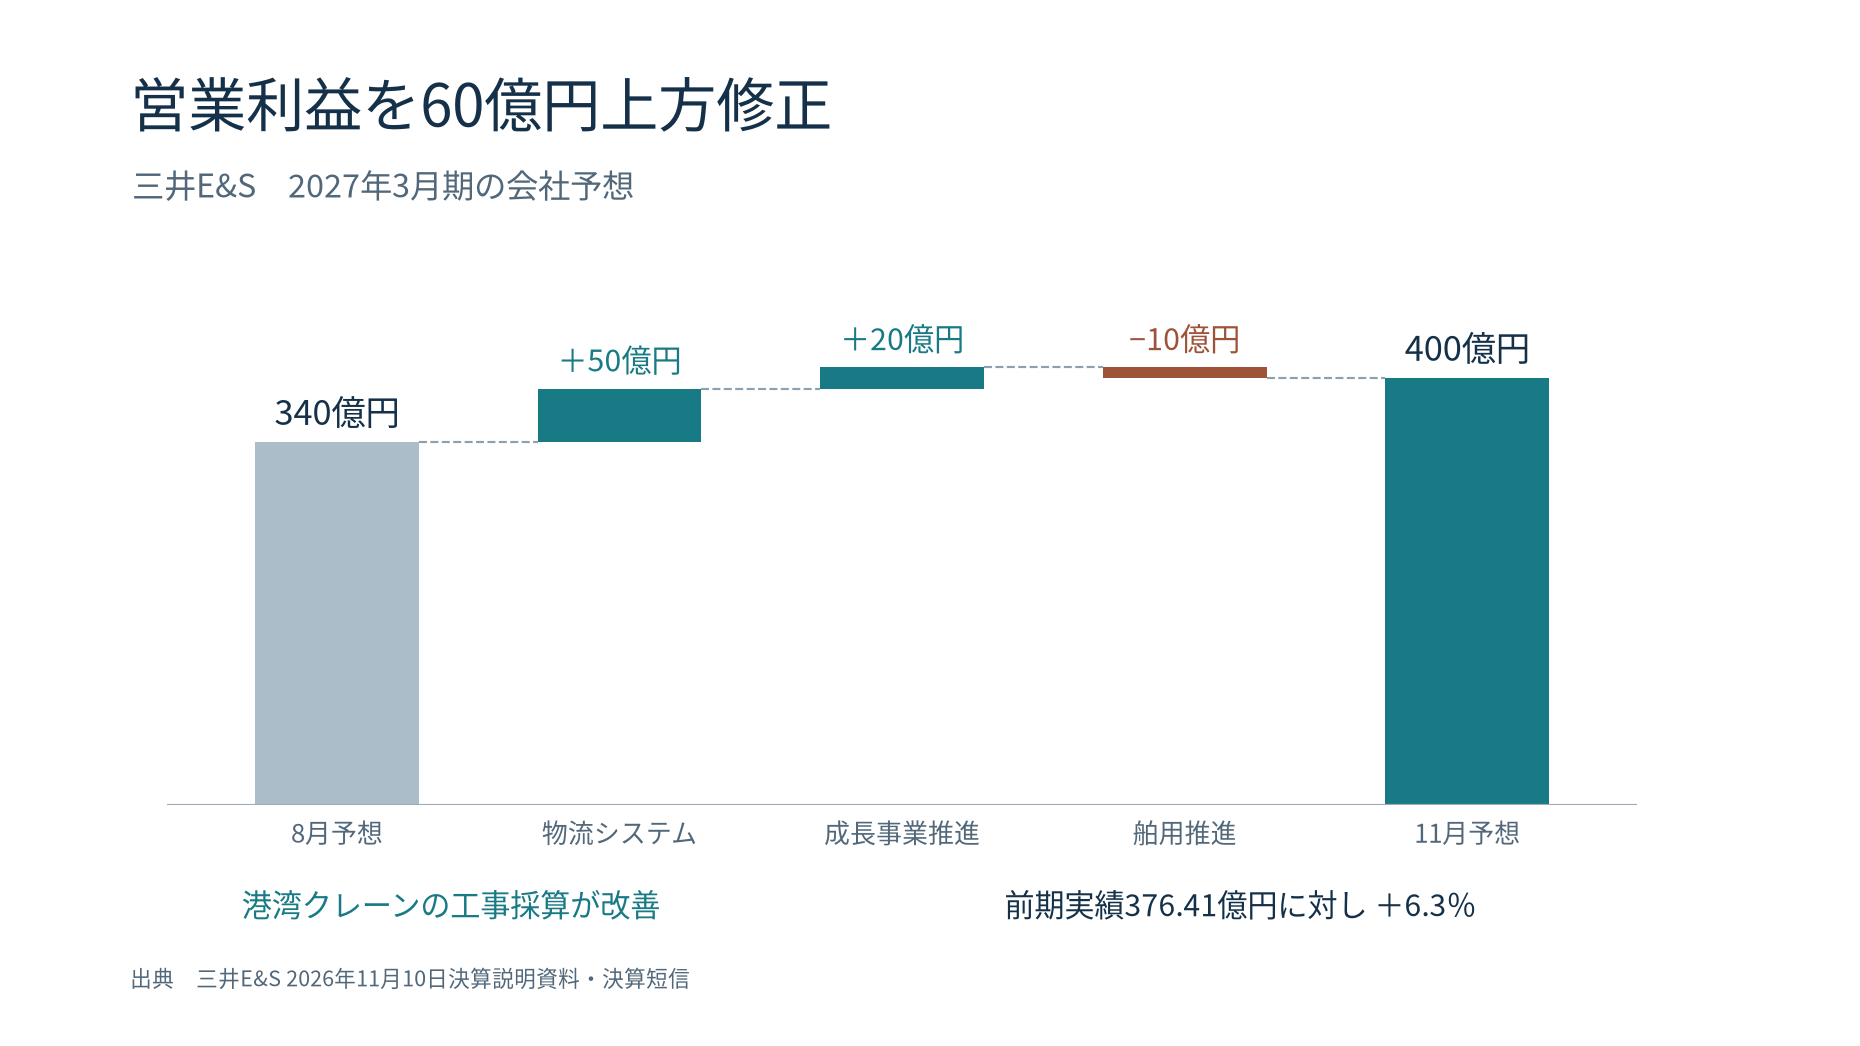 営業利益を60億円上方修正
三井E&S　2027年3月期の会社予想
340億円
＋50億円
＋20億円
−10億円
400億円
8月予想
物流システム
成長事業推進
舶用推進
11月予想
港湾クレーンの工事採算が改善
前期実績376.41億円に対し ＋6.3％
出典　三井E&S 2026年11月10日決算説明資料・決算短信